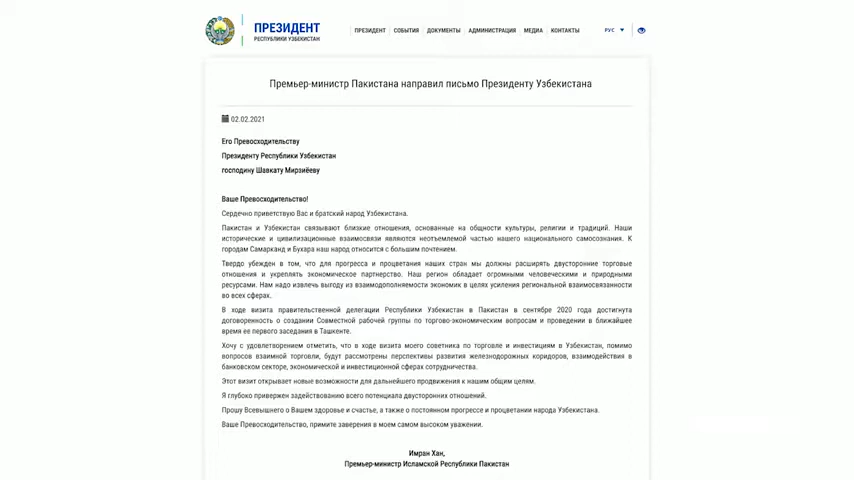 ПРЕЗИДЕНТ
РЕСПУБЛИКИ УЗБЕКИСТАН
ПРЕЗИДЕНТ СОБЫТИЯ ДОКУМЕНТЫ АДМИНИСТРАЦИЯ МЕДИА КОНТАКТЫ
РУС
Премьер-министр Пакистана направил письмо Президенту Узбекистана
02.02.2021
Его Превосходительству
Президенту Республики Узбекистан
господину Шавкату Мирзиёеву
Ваше Превосходительство!
Сердечно приветствую Вас и братский народ Узбекистана.
Пакистан и Узбекистан связывают близкие отношения, основанные на общности культуры, религии и традиций. Наши
исторические и цивилизационные взаимосвязи являются неотъемлемой частью нашего национального самосознания. К
городам Самарканд и Бухара наш народ относится с большим почтением.
Твердо убежден в том, что для прогресса и процветания наших стран мы должны расширять двусторонние торговые
отношения и укреплять экономическое партнерство. Наш регион обладает огромными человеческими и природными
ресурсами. Нам надо извлечь выгоду из взаимодополняемости экономик в целях усиления региональной взаимосвязанности
во всех сферах.
В ходе визита правительственной делегации Республики Узбекистан в Пакистан в сентябре 2020 года достигнута
договоренность о создании Совместной рабочей группы по торгово-экономическим вопросам и проведении в ближайшее
время ее первого заседания в Ташкенте.
Хочу с удовлетворением отметить, что в ходе визита моего советника по торговле и инвестициям в Узбекистан, помимо
вопросов взаимной торговли, будут рассмотрены перспективы развития железнодорожных коридоров, взаимодействия в
банковском секторе, экономической и инвестиционной сферах сотрудничества.
Этот визит открывает новые возможности для дальнейшего продвижения к нашим общим целям.
Я глубоко привержен задействованию всего потенциала двусторонних отношений.
Прошу Всевышнего о Вашем здоровье и счастье, а также о постоянном прогрессе и процветании народа Узбекистана.
Ваше Превосходительство, примите заверения в моем самом высоком уважении.
Имран Хан,
Премьер-министр Исламской Республики Пакистан